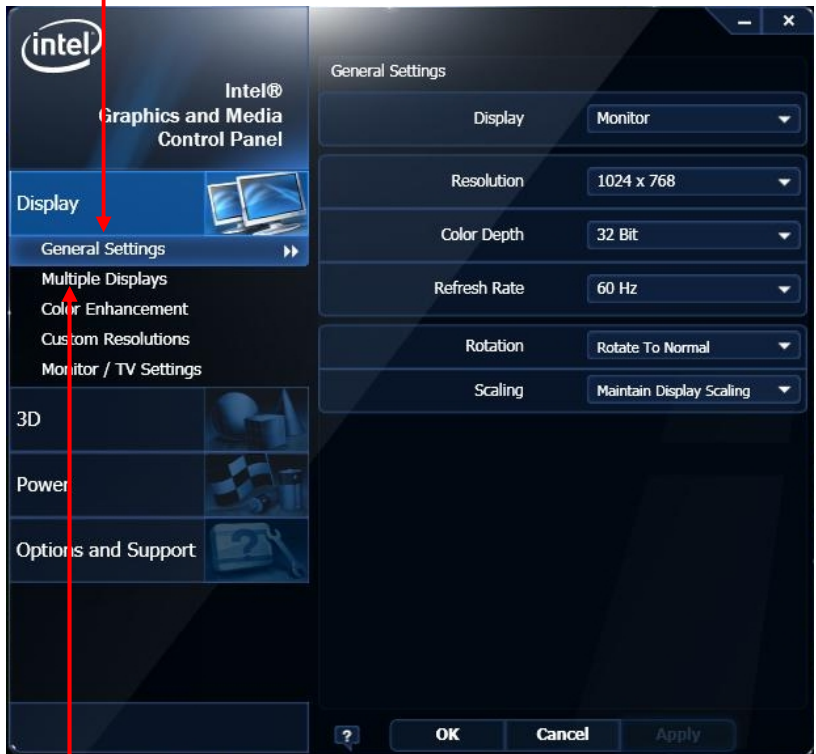 intel
Intel®
Graphics and Media
Control Panel
Display
General Settings
Multiple Displays
Color Enhancement
Custom Resolutions
Monitor / TV Settings
3D
Power
Options and Support
General Settings
Display Monitor
Resolution 1024 x 768
Color Depth 32 Bit
Refresh Rate 60 Hz
Rotation Rotate To Normal
Scaling Maintain Display Scaling
? OK Cancel Apply